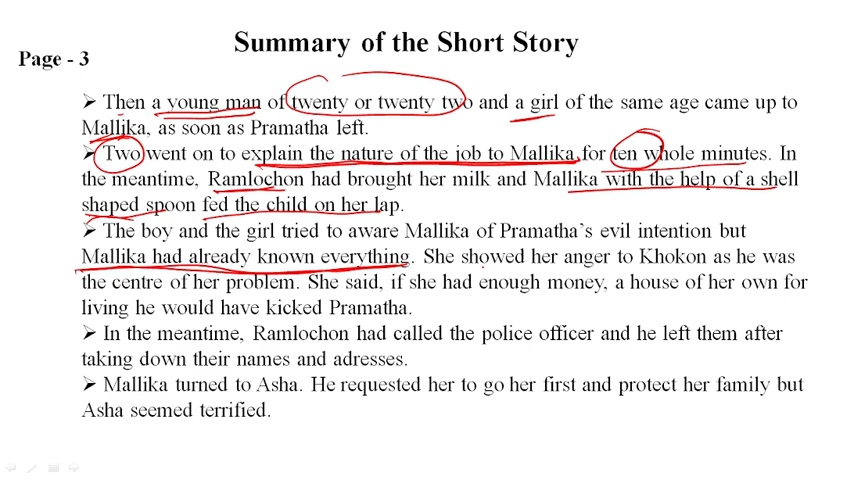 Summary of the Short Story
Page - 3
➤ Then a young man of twenty or twenty two and a girl of the same age came up to
Mallika, as soon as Pramatha left.
➤ Two went on to explain the nature of the job to Mallika for ten whole minutes. In
the meantime, Ramlochon had brought her milk and Mallika with the help of a shell
shaped spoon fed the child on her lap.
➤ The boy and the girl tried to aware Mallika of Pramatha's evil intention but
Mallika had already known everything. She showed her anger to Khokon as he was
the centre of her problem. She said, if she had enough money, a house of her own for
living he would have kicked Pramatha.
➤ In the meantime, Ramlochon had called the police officer and he left them after
taking down their names and adresses.
➤ Mallika turned to Asha. He requested her to go her first and protect her family but
Asha seemed terrified.